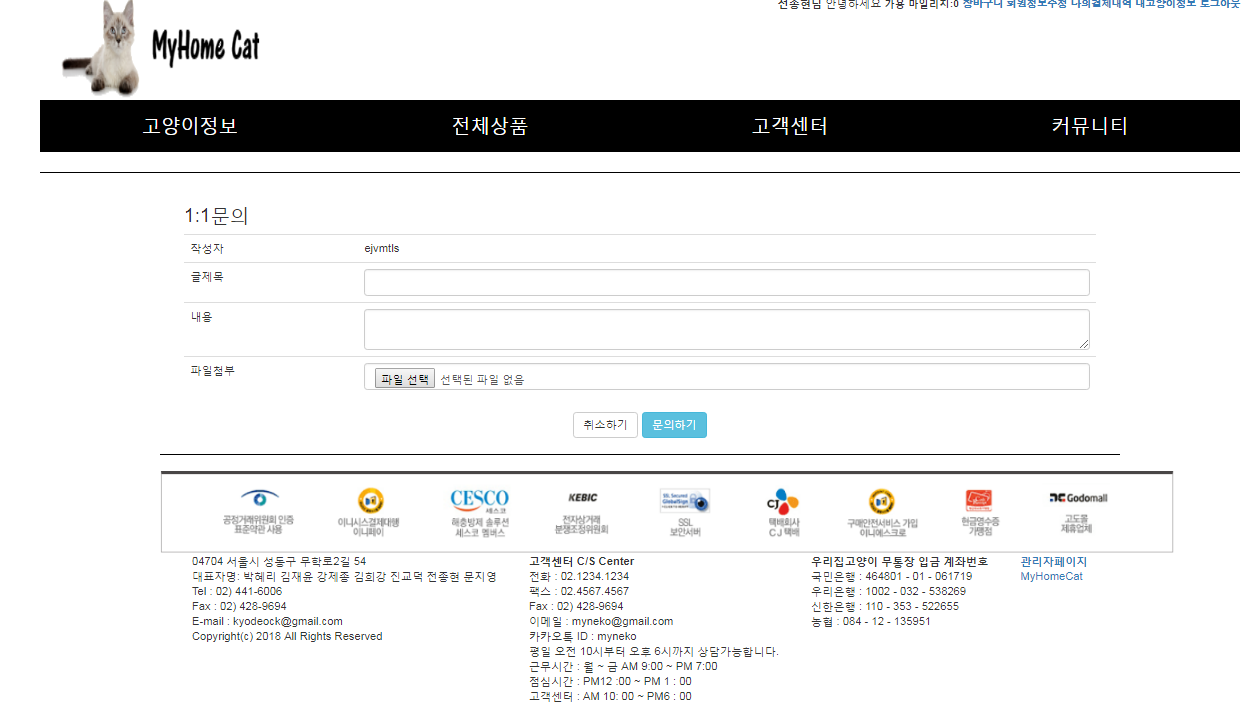 전종현님 안녕하세요 가용 마일리지:0 장바구니 회원정보수정 나의결제내역 내고양이정보 로그아웃
MyHome Cat
고양이정보 전체상품 고객센터 커뮤니티
1:1문의
작성자 ejvmtls
글제목
내용
파일첨부 파일 선택 선택된 파일 없음
취소하기 문의하기
공정거래위원회 인증
표준약관 사용
이니시스결제대행
이니페이
CESCO
세스코
해충방제 솔루션
세스코 멤버스
KEBIC
전자상거래
분쟁조정위원회
SSL Secured
GlobalSign
SSL
보안서버
CJ
택배회사
CJ 택배
구매안전서비스 가입
이니에스크로
현금영수증
가맹점
Godomall
고도몰
제휴업체
04704 서울시 성동구 무학로2길 54
대표자명: 박혜리 김재윤 강제종 김희강 진교덕 전종현 문지영
Tel : 02) 441-6006
Fax : 02) 428-9694
E-mail : kyodeock@gmail.com
Copyright(c) 2018 All Rights Reserved
고객센터 C/S Center
전화 : 02.1234.1234
팩스 : 02.4567.4567
Fax : 02) 428-9694
이메일 : myneko@gmail.com
카카오톡 ID : myneko
평일 오전 10시부터 오후 6시까지 상담가능합니다.
근무시간 : 월 ~ 금 AM 9:00 ~ PM 7:00
점심시간 : PM12 :00 ~ PM 1 : 00
고객센터 : AM 10: 00 ~ PM6 : 00
우리집고양이 무통장 입금 계좌번호
국민은행 : 464801 - 01 - 061719
우리은행 : 1002 - 032 - 538269
신한은행 : 110 - 353 - 522655
농협 : 084 - 12 - 135951
관리자페이지
MyHomeCat